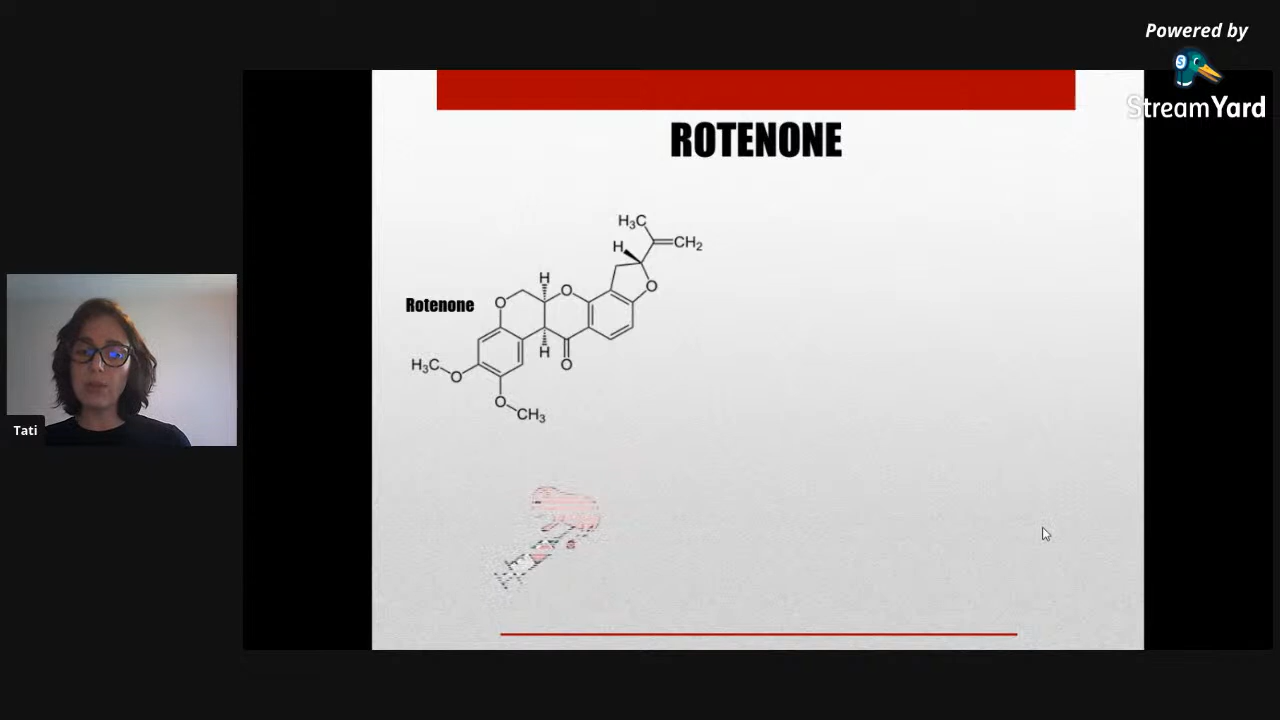 Powered by
StreamYard
ROTENONE
H₃C
H
CH₂
H
O
O
O
Rotenone
H
O
H₃C
O
O
CH₃
Tati